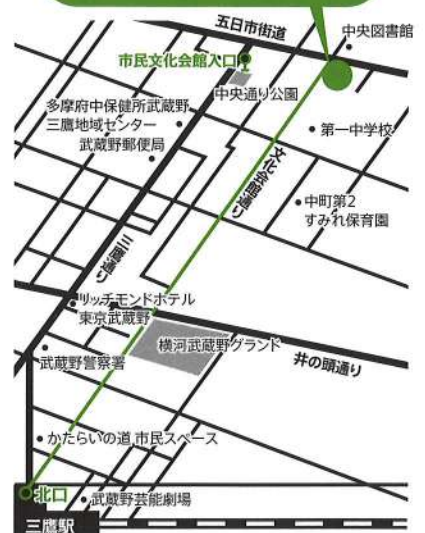 五日市街道
中央図書館
市民文化会館入口
中央通り公園
多摩府中保健所武蔵野
三鷹地域センター
武蔵野郵便局
第一中学校
文化会館通り
中町第2
すみれ保育園
三鷹通り
リッチモンドホテル
東京武蔵野
横河武蔵野グランド
井の頭通り
武蔵野警察署
かたらいの道 市民スペース
北口
武蔵野芸能劇場
三鷹駅